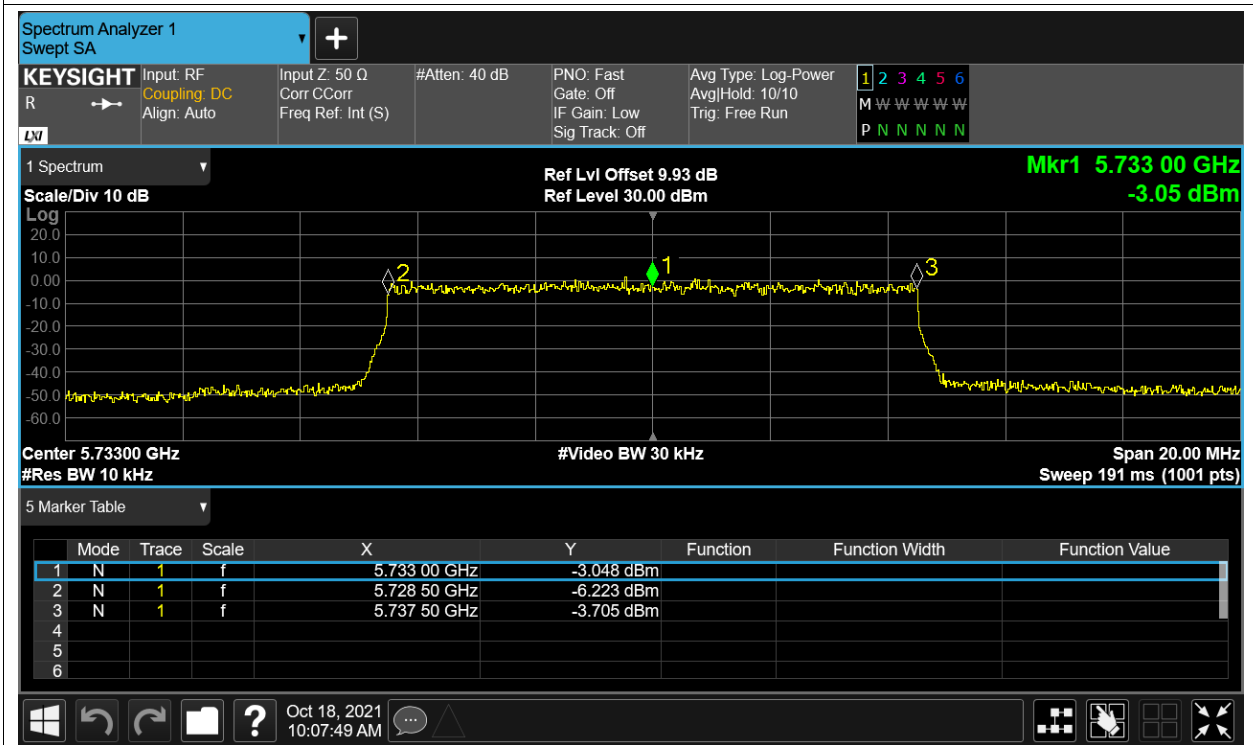 Spectrum Analyzer 1
Swept SA
KEYSIGHT
R
LXI
Input: RF
Coupling: DC
Align: Auto
Input Z: 50 Ω
Corr CCorr
Freq Ref: Int (S)
#Atten: 40 dB
PNO: Fast
Gate: Off
IF Gain: Low
Sig Track: Off
Avg Type: Log-Power
Avg|Hold: 10/10
Trig: Free Run
1 2 3 4 5 6
M W W W W W
P N N N N N
1 Spectrum
Scale/Div 10 dB
Ref Lvl Offset 9.93 dB
Ref Level 30.00 dBm
Mkr1 5.733 00 GHz
-3.05 dBm
Log
20.0
10.0
0.00
-10.0
-20.0
-30.0
-40.0
-50.0
-60.0
2
1
3
Center 5.73300 GHz
#Video BW 30 kHz
Span 20.00 MHz
#Res BW 10 kHz
Sweep 191 ms (1001 pts)
5 Marker Table
Mode Trace Scale X Y Function Function Width Function Value
1 N 1 f 5.733 00 GHz -3.048 dBm
2 N 1 f 5.728 50 GHz -6.223 dBm
3 N 1 f 5.737 50 GHz -3.705 dBm
4
5
6
?
Oct 18, 2021
10:07:49 AM